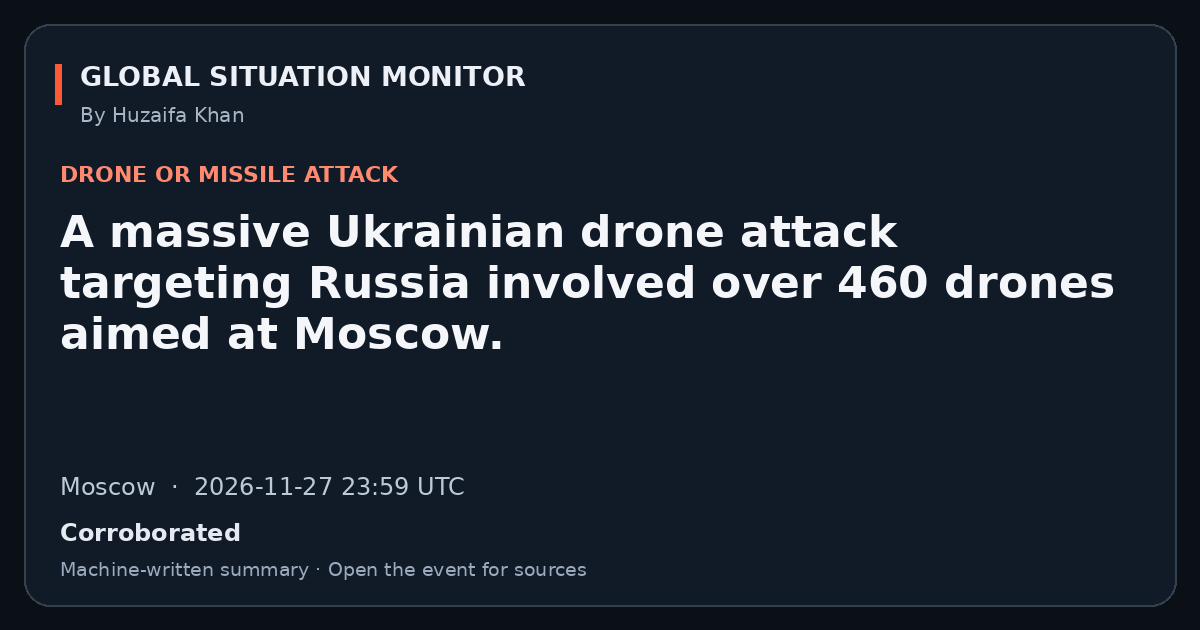 GLOBAL SITUATION MONITOR
By Huzaifa Khan
DRONE OR MISSILE ATTACK
A massive Ukrainian drone attack
targeting Russia involved over 460 drones
aimed at Moscow.
Moscow · 2026-11-27 23:59 UTC
Corroborated
Machine-written summary · Open the event for sources